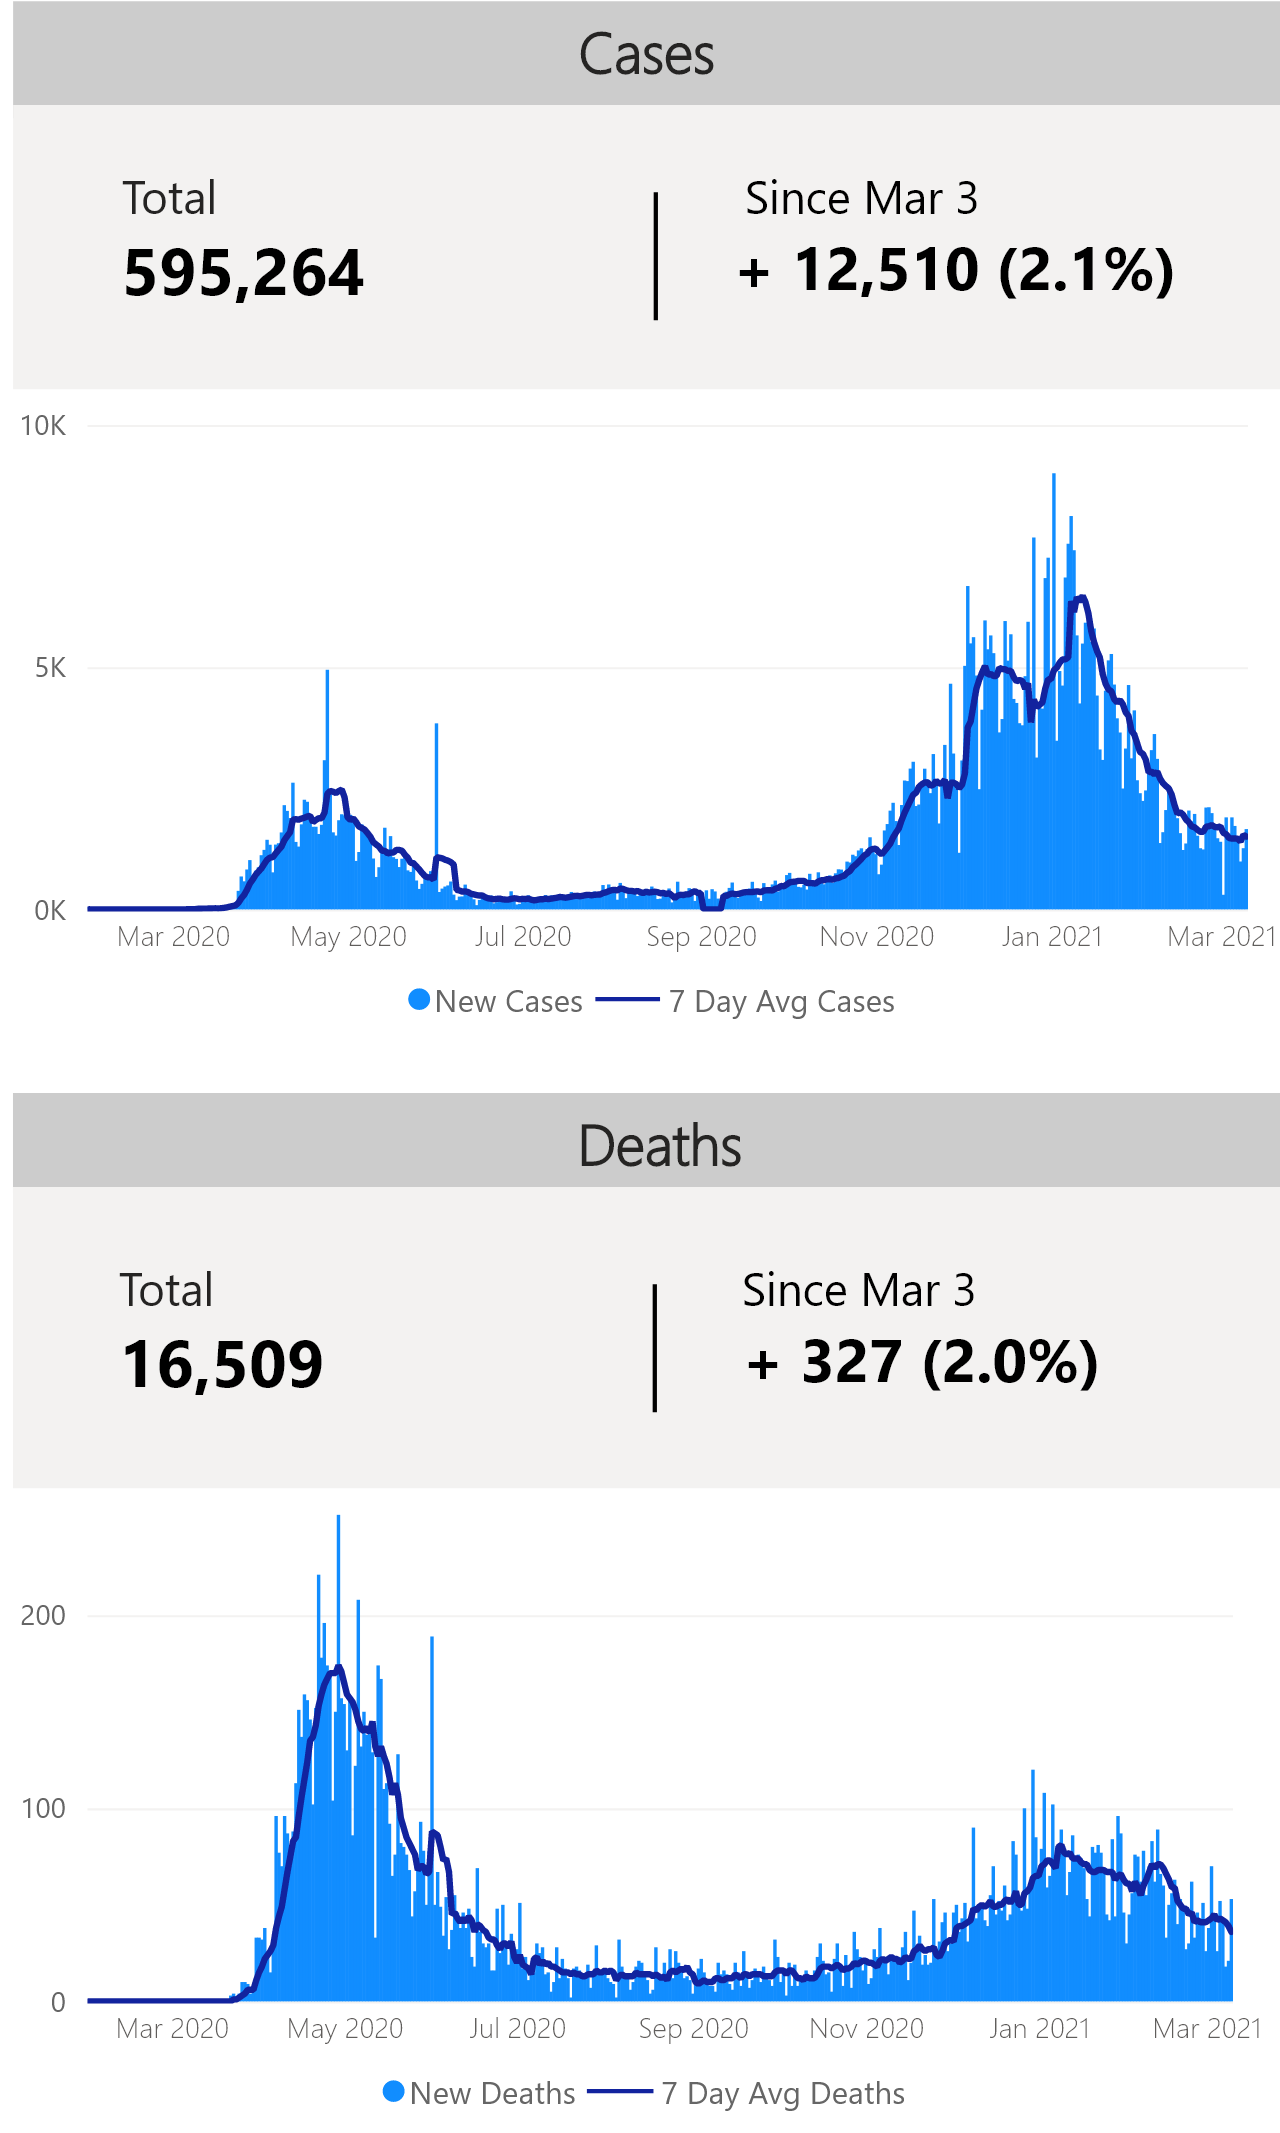 Cases
Total
Since Mar 3
595,264
+ 12,510 (2.1%)
10K
5K
0K
Mar 2020 May 2020 Jul 2020 Sep 2020 Nov 2020 Jan 2021 Mar 2021
New Cases 7 Day Avg Cases
Deaths
Total
Since Mar 3
16,509
+ 327 (2.0%)
200
100
0
Mar 2020 May 2020 Jul 2020 Sep 2020 Nov 2020 Jan 2021 Mar 2021
New Deaths 7 Day Avg Deaths